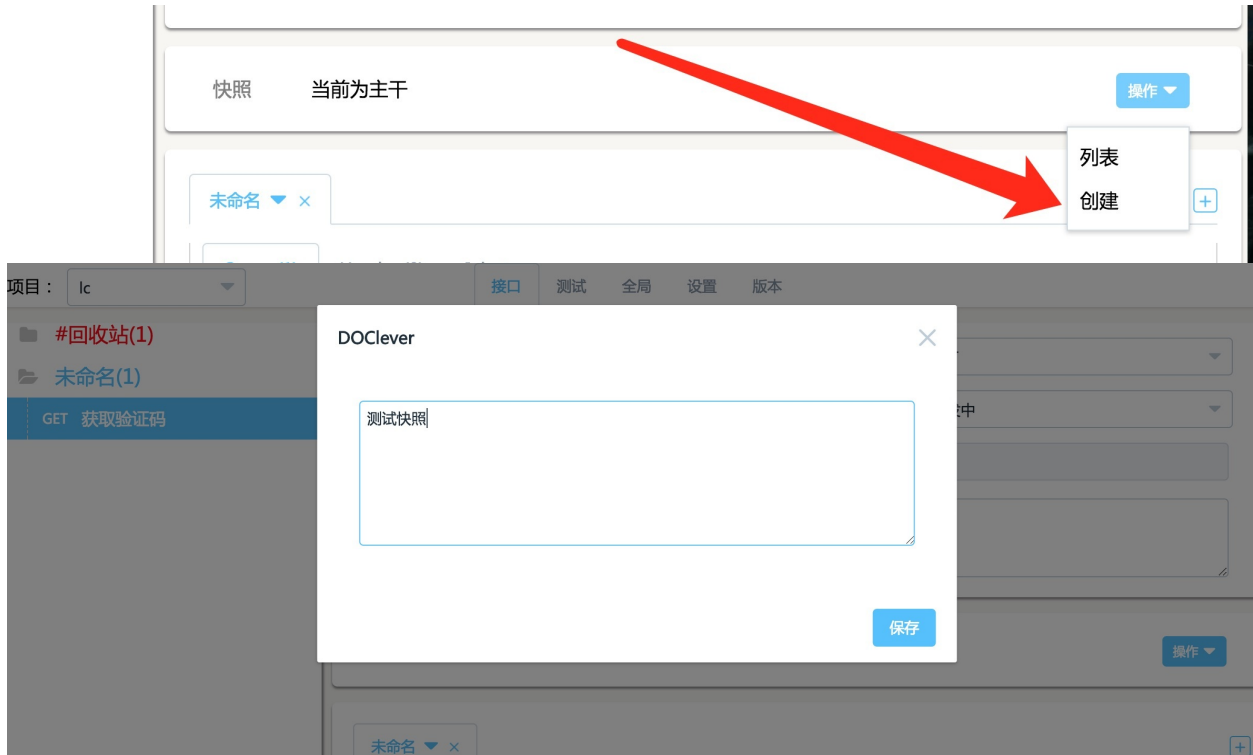 快照 当前为主干 操作
列表
创建
未命名 ×
项目： lc 接口 测试 全局 设置 版本
#回收站(1)
未命名(1)
GET 获取验证码
DOClever
测试快照
保存
中
操作
未命名 ×